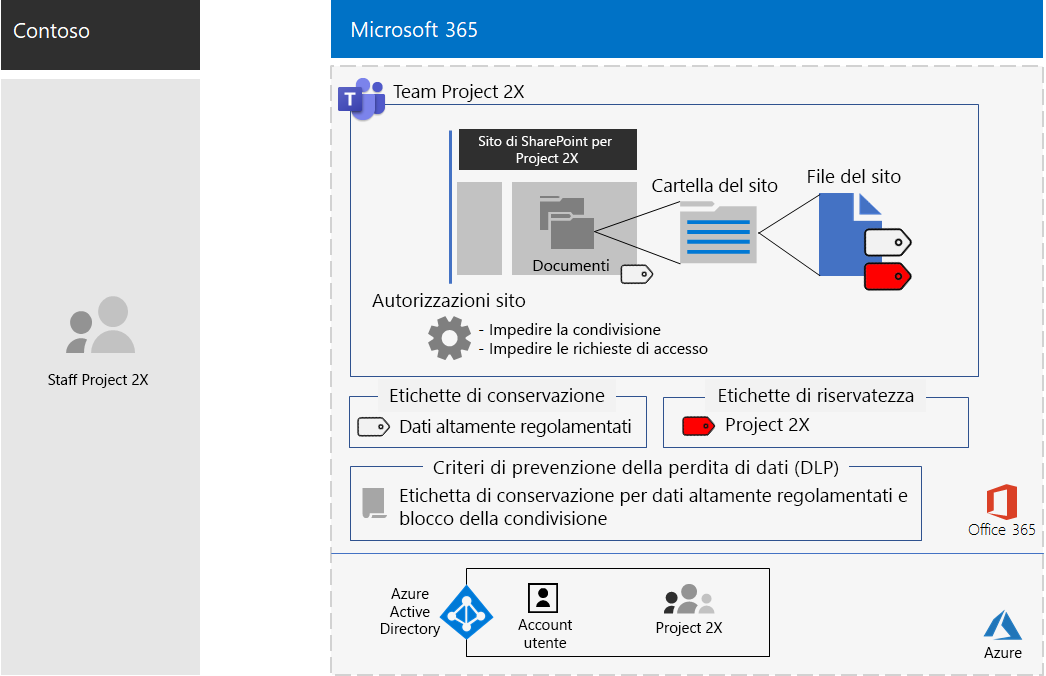 Contoso
Staff Project 2X
Microsoft 365
T
Team Project 2X
Sito di SharePoint per
Project 2X
Documenti
Cartella del sito
File del sito
Autorizzazioni sito
- Impedire la condivisione
- Impedire le richieste di accesso
Etichette di conservazione
Dati altamente regolamentati
Etichette di riservatezza
Project 2X
Criteri di prevenzione della perdita di dati (DLP)
Etichetta di conservazione per dati altamente regolamentati e
blocco della condivisione
Office 365
Azure
Active
Directory
Account
utente
Project 2X
Azure